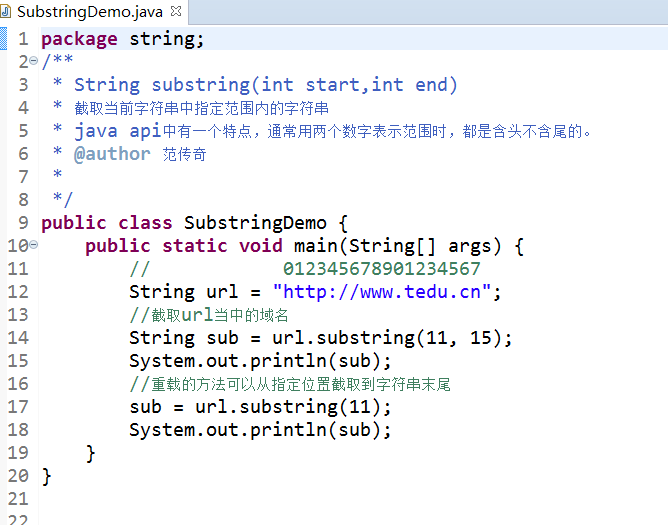 SubstringDemo.java
1 package string;
2 /**
3  * String substring(int start,int end)
4  * 截取当前字符串中指定范围内的字符串
5  * java api中有一个特点，通常用两个数字表示范围时，都是含头不含尾的。
6  * @author 范传奇
7  *
8  */
9 public class SubstringDemo {
10     public static void main(String[] args) {
11         //            012345678901234567
12         String url = "http://www.tedu.cn";
13         //截取url当中的域名
14         String sub = url.substring(11, 15);
15         System.out.println(sub);
16         //重载的方法可以从指定位置截取到字符串末尾
17         sub = url.substring(11);
18         System.out.println(sub);
19     }
20 }
21
22